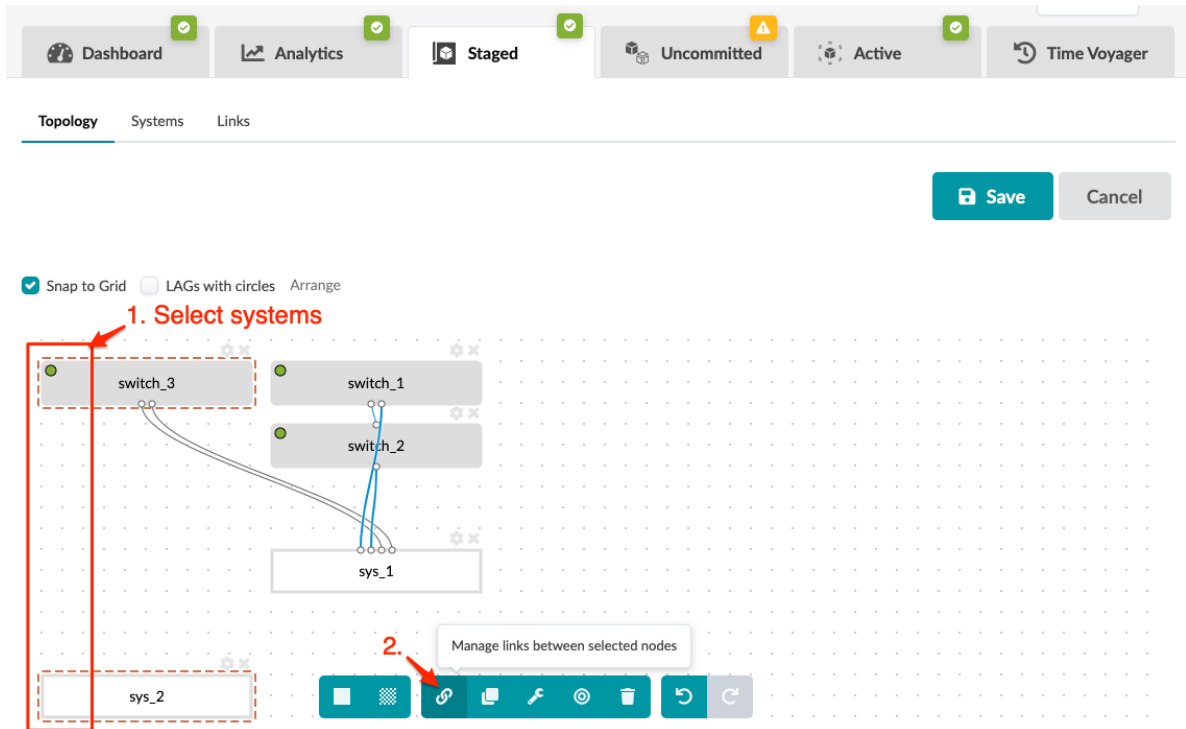 Dashboard
Analytics
Staged
Uncommitted
Active
Time Voyager
Topology
Systems
Links
Save
Cancel
Snap to Grid
LAGs with circles
Arrange
1. Select systems
switch_3
switch_1
switch_2
sys_1
2.
Manage links between selected nodes
sys_2